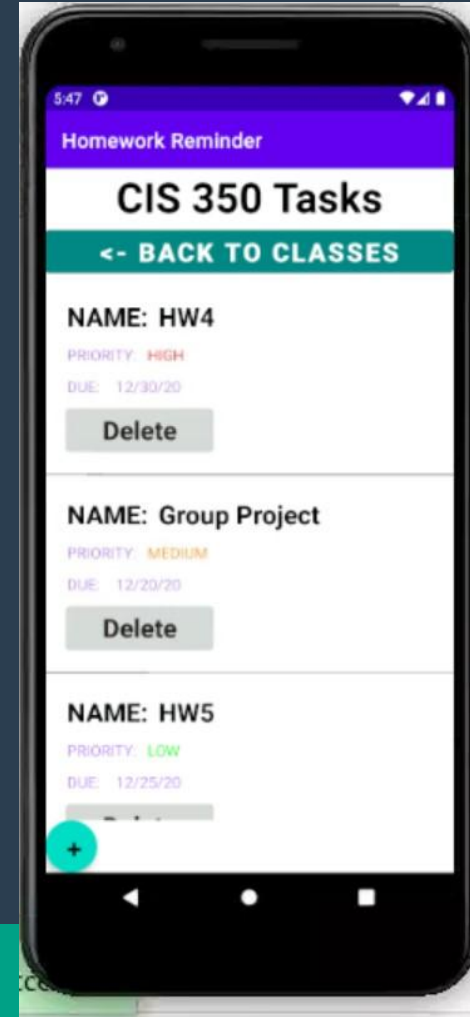 5:47
Homework Reminder
CIS 350 Tasks
<- BACK TO CLASSES
NAME: HW4
PRIORITY: HIGH
DUE: 12/30/20
Delete
NAME: Group Project
PRIORITY: MEDIUM
DUE: 12/20/20
Delete
NAME: HW5
PRIORITY: LOW
DUE: 12/25/20
+